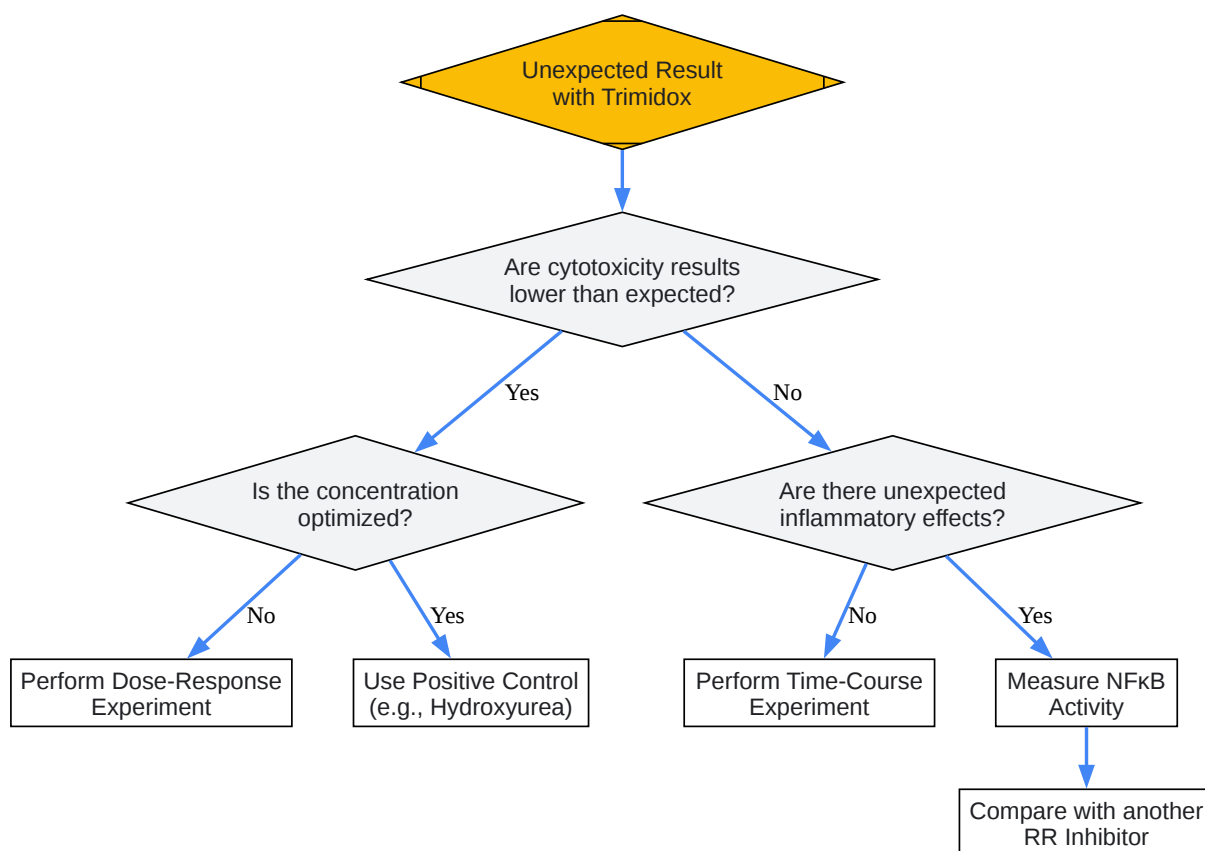 Unexpected Result
with Trimidox
Are cytotoxicity results
lower than expected?
Yes
No
Is the concentration
optimized?
Are there unexpected
inflammatory effects?
No
Yes
No
Yes
Perform Dose-Response
Experiment
Use Positive Control
(e.g., Hydroxyurea)
Perform Time-Course
Experiment
Measure NFκB
Activity
Compare with another
RR Inhibitor